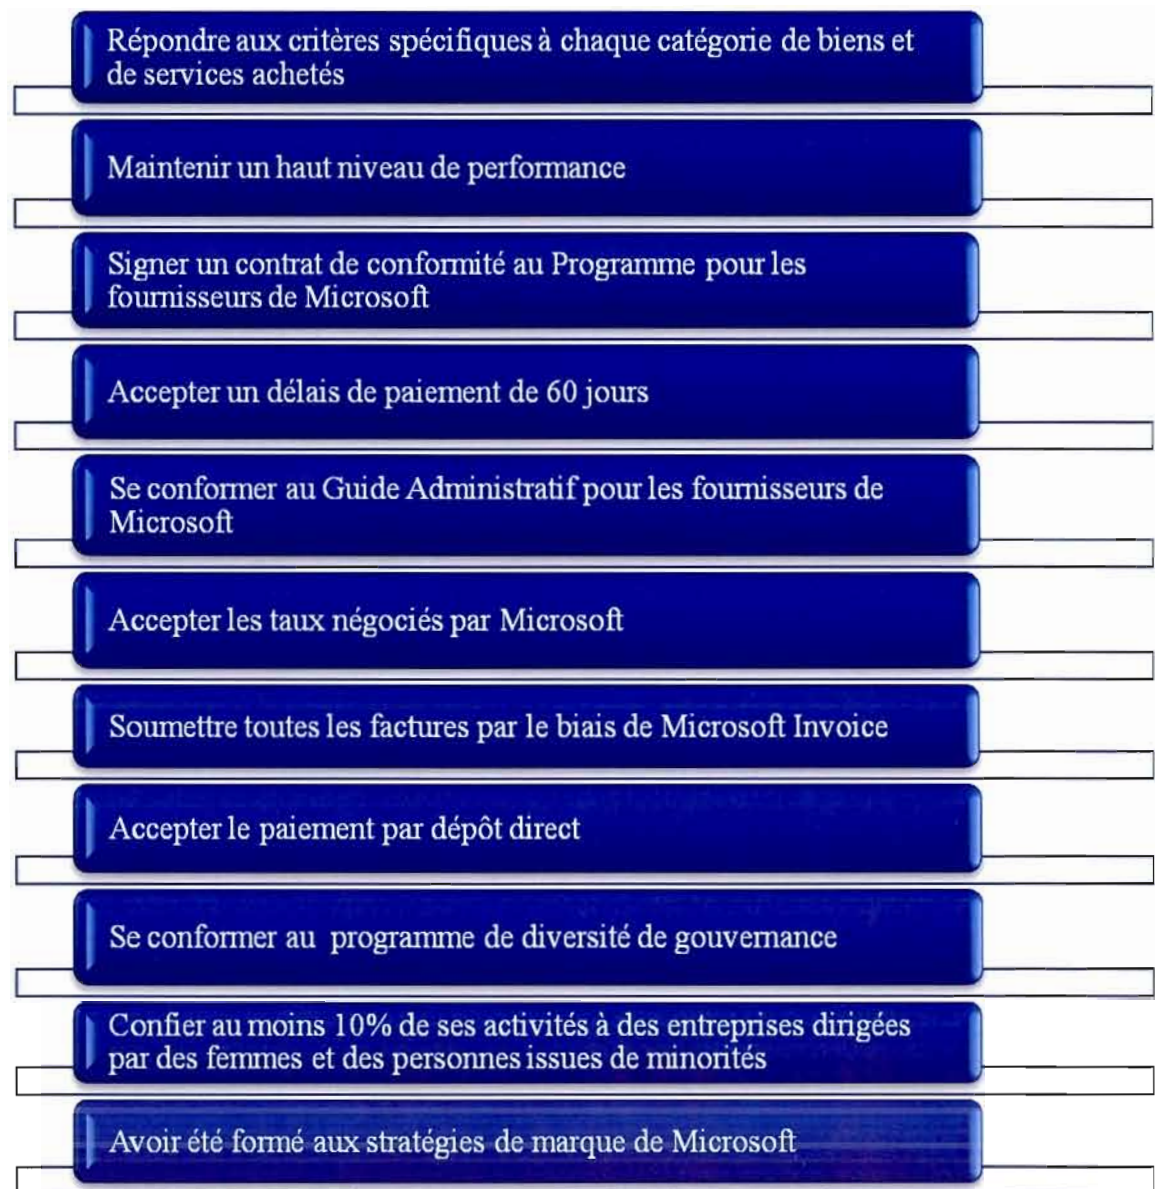 Répondre aux critères spécifiques à chaque catégorie de biens et
de services achetés
Maintenir un haut niveau de performance
Signer un contrat de conformité au Programme pour les
fournisseurs de Microsoft
Accepter un délais de paiement de 60 jours
Se conformer au Guide Administratif pour les fournisseurs de
Microsoft
Accepter les taux négociés par Microsoft
Soumettre toutes les factures par le biais de Microsoft Invoice
Accepter le paiement par dépôt direct
Se conformer au programme de diversité de gouvernance
Confier au moins 10% de ses activités à des entreprises dirigées
par des femmes et des personnes issues de minorités
Avoir été formé aux stratégies de marque de Microsoft